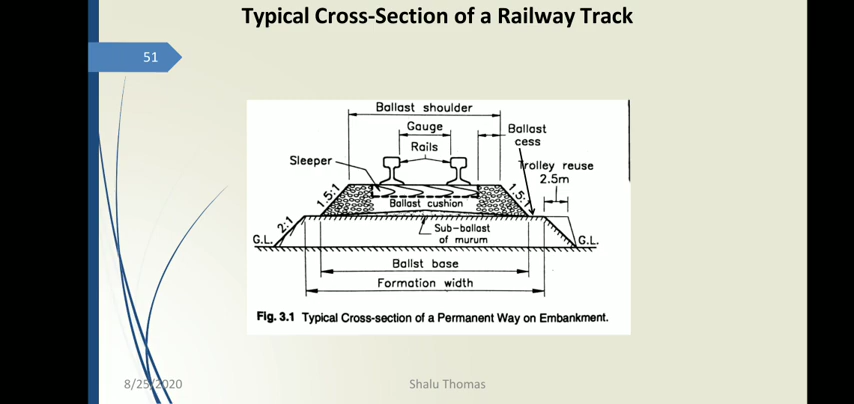 Typical Cross-Section of a Railway Track
51
Ballast shoulder
Gauge
Ballast
cess
Rails
Sleeper
Trolley reuse
2.5m
1.5:1
1.5:1
Ballast cushion
2:1
Sub-ballast
of murum
G.L.
G.L.
Ballst base
Formation width
Fig. 3.1 Typical Cross-section of a Permanent Way on Embankment.
8/25/2020
Shalu Thomas